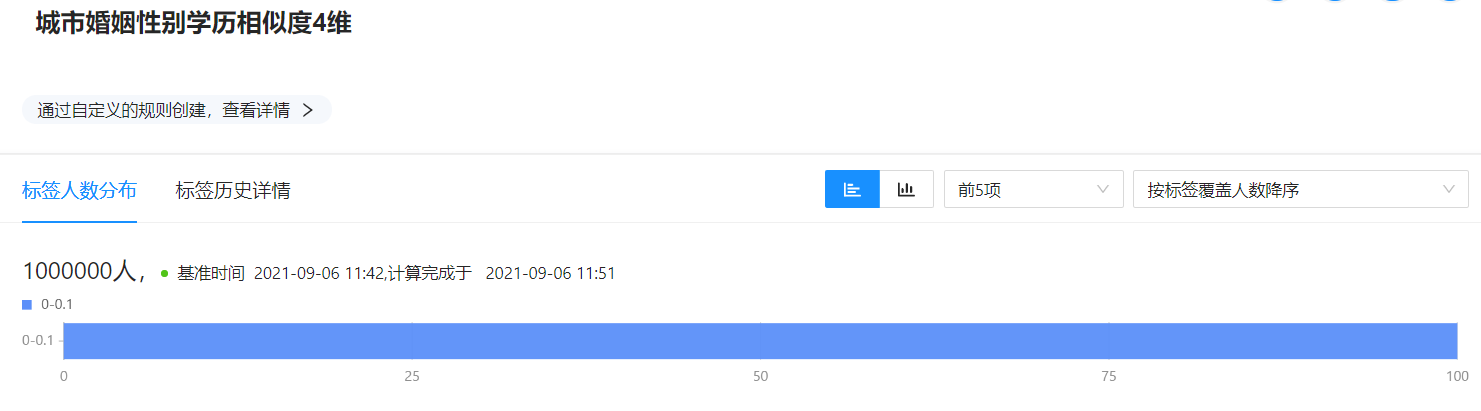 城市婚姻性别学历相似度4维
通过自定义的规则创建，查看详情 >
标签人数分布 标签历史详情 前5项 按标签覆盖人数降序
1000000人， 基准时间 2021-09-06 11:42,计算完成于 2021-09-06 11:51
0-0.1
0-0.1
0 25 50 75 100